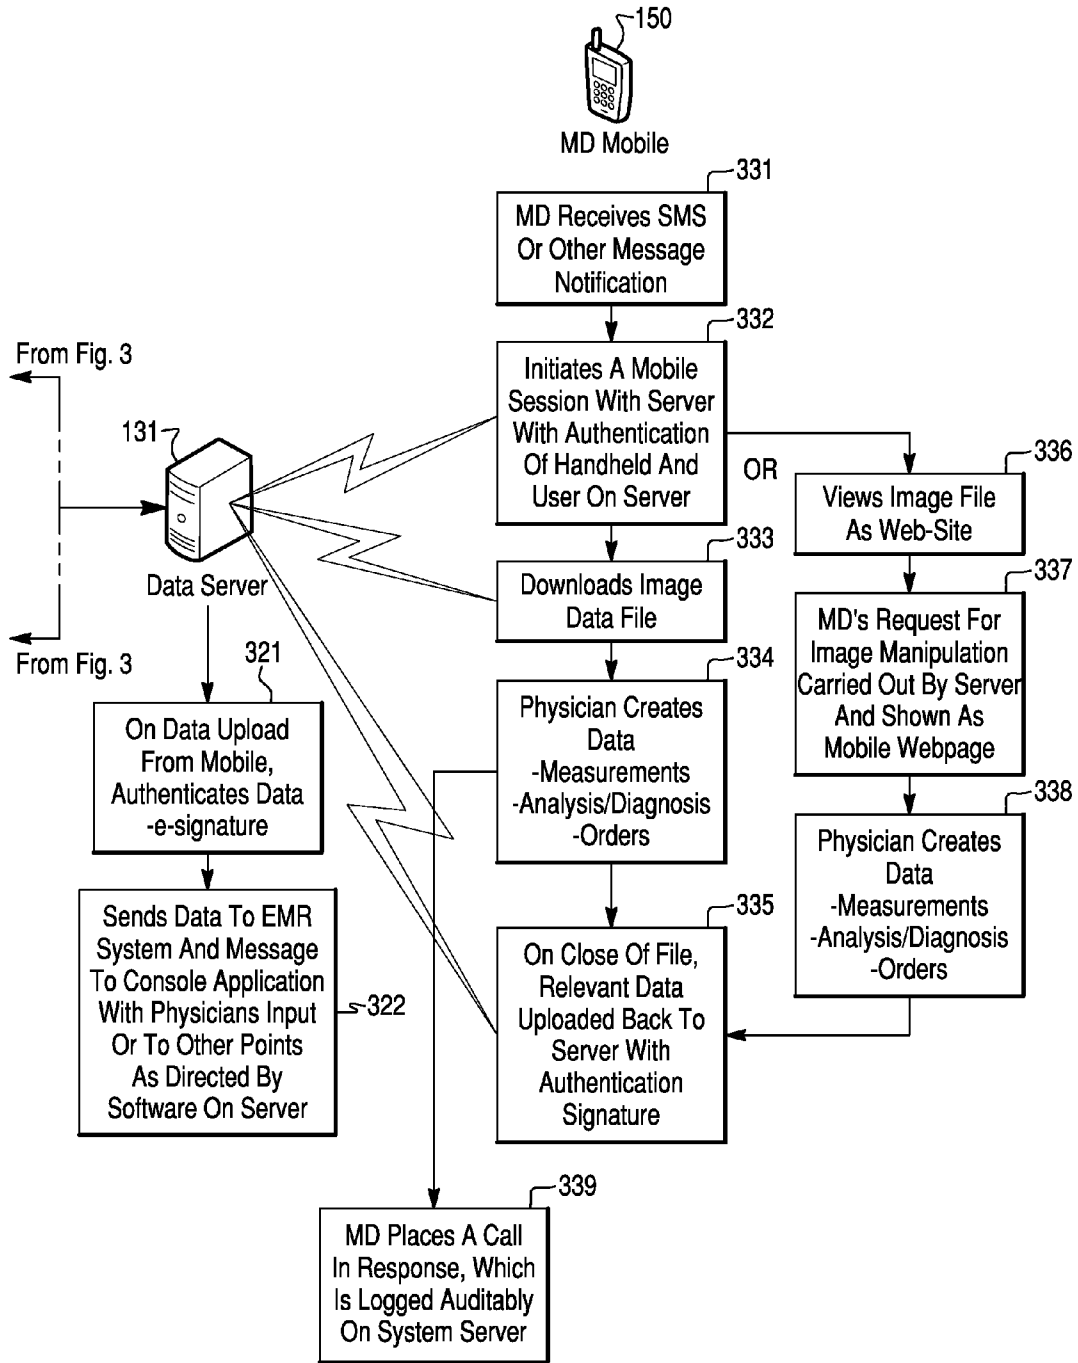 150
MD Mobile
331
MD Receives SMS
Or Other Message
Notification
332
Initiates A Mobile
Session With Server
With Authentication
Of Handheld And
User On Server
From Fig. 3
131
Data Server
From Fig. 3
OR
336
Views Image File
As Web-Site
333
Downloads Image
Data File
337
MD's Request For
Image Manipulation
Carried Out By Server
And Shown As
Mobile Webpage
321
On Data Upload
From Mobile,
Authenticates Data
-e-signature
334
Physician Creates
Data
-Measurements
-Analysis/Diagnosis
-Orders
338
Physician Creates
Data
-Measurements
-Analysis/Diagnosis
-Orders
Sends Data To EMR
System And Message
To Console Application
With Physicians Input
Or To Other Points
As Directed By
Software On Server
322
335
On Close Of File,
Relevant Data
Uploaded Back To
Server With
Authentication
Signature
339
MD Places A Call
In Response, Which
Is Logged Auditably
On System Server